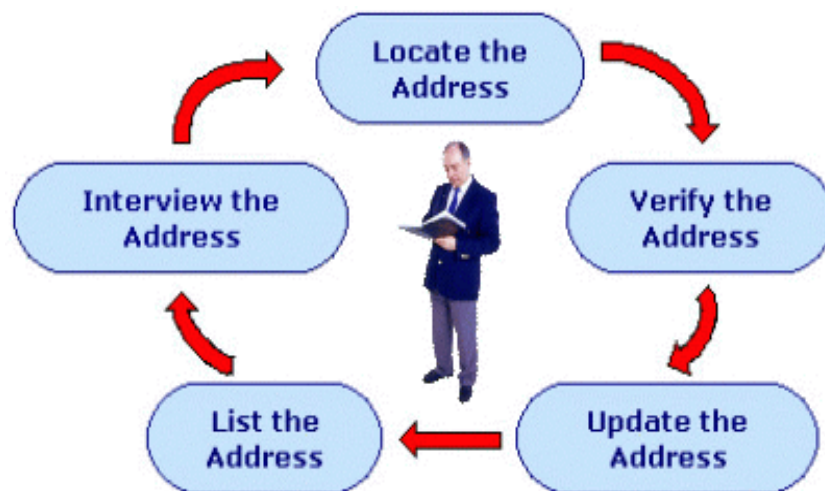 Locate the
Address
Verify the
Address
Update the
Address
List the
Address
Interview the
Address